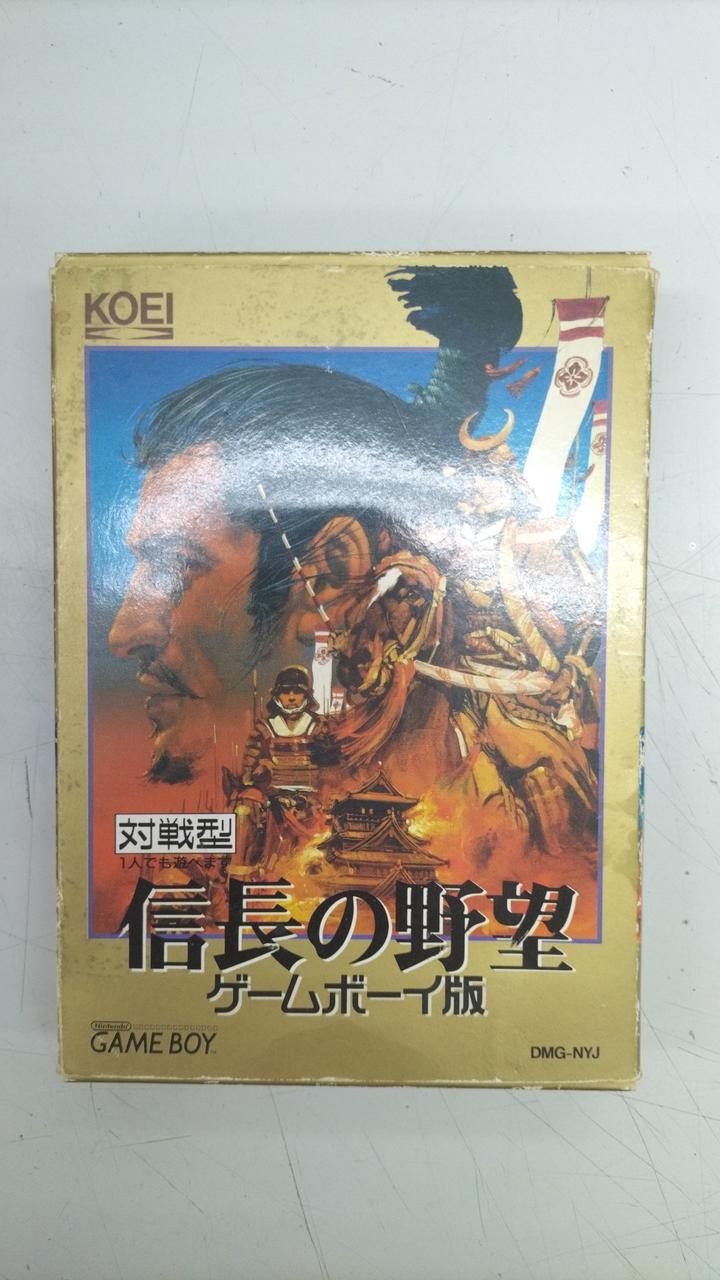 KOEI
対戦型
1人でも遊べます
信長の野望
ゲームボーイ版
Nintendo
GAME BOY™
DMG-NYJ